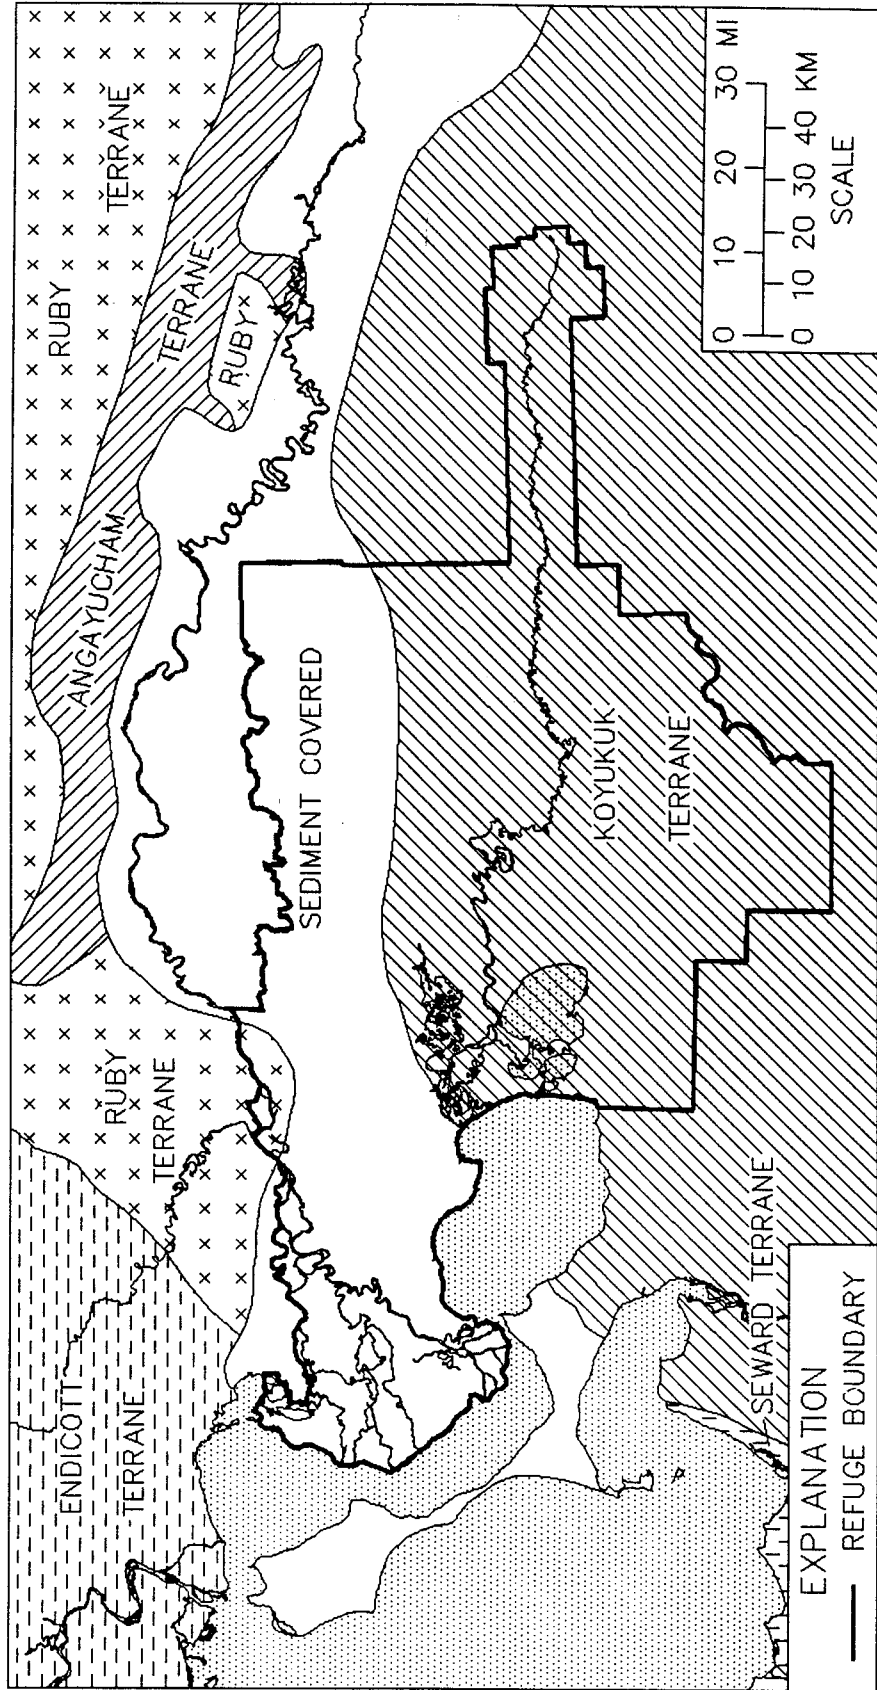 RUBY
TERRANE
ANGAYUCHAM
TERRANE
RUBY
ENDICOTT
TERRANE
RUBY
TERRANE
SEDIMENT COVERED
KOYUKUK
TERRANE
SEWARD TERRANE
EXPLANATION
REFUGE BOUNDARY
0 10 20 30 MI
0 10 20 30 40 KM
SCALE